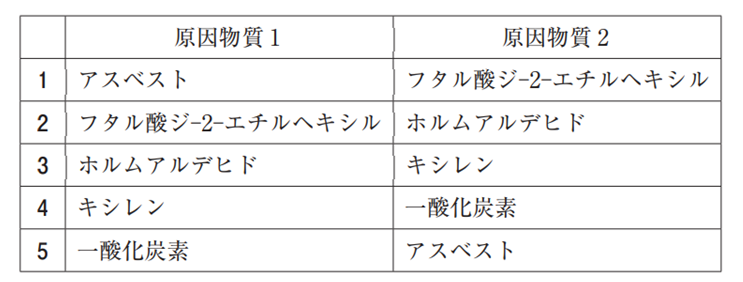 原因物質1 原因物質2
1 アスベスト フタル酸ジ-2-エチルヘキシル
2 フタル酸ジ-2-エチルヘキシル ホルムアルデヒド
3 ホルムアルデヒド キシレン
4 キシレン 一酸化炭素
5 一酸化炭素 アスベスト